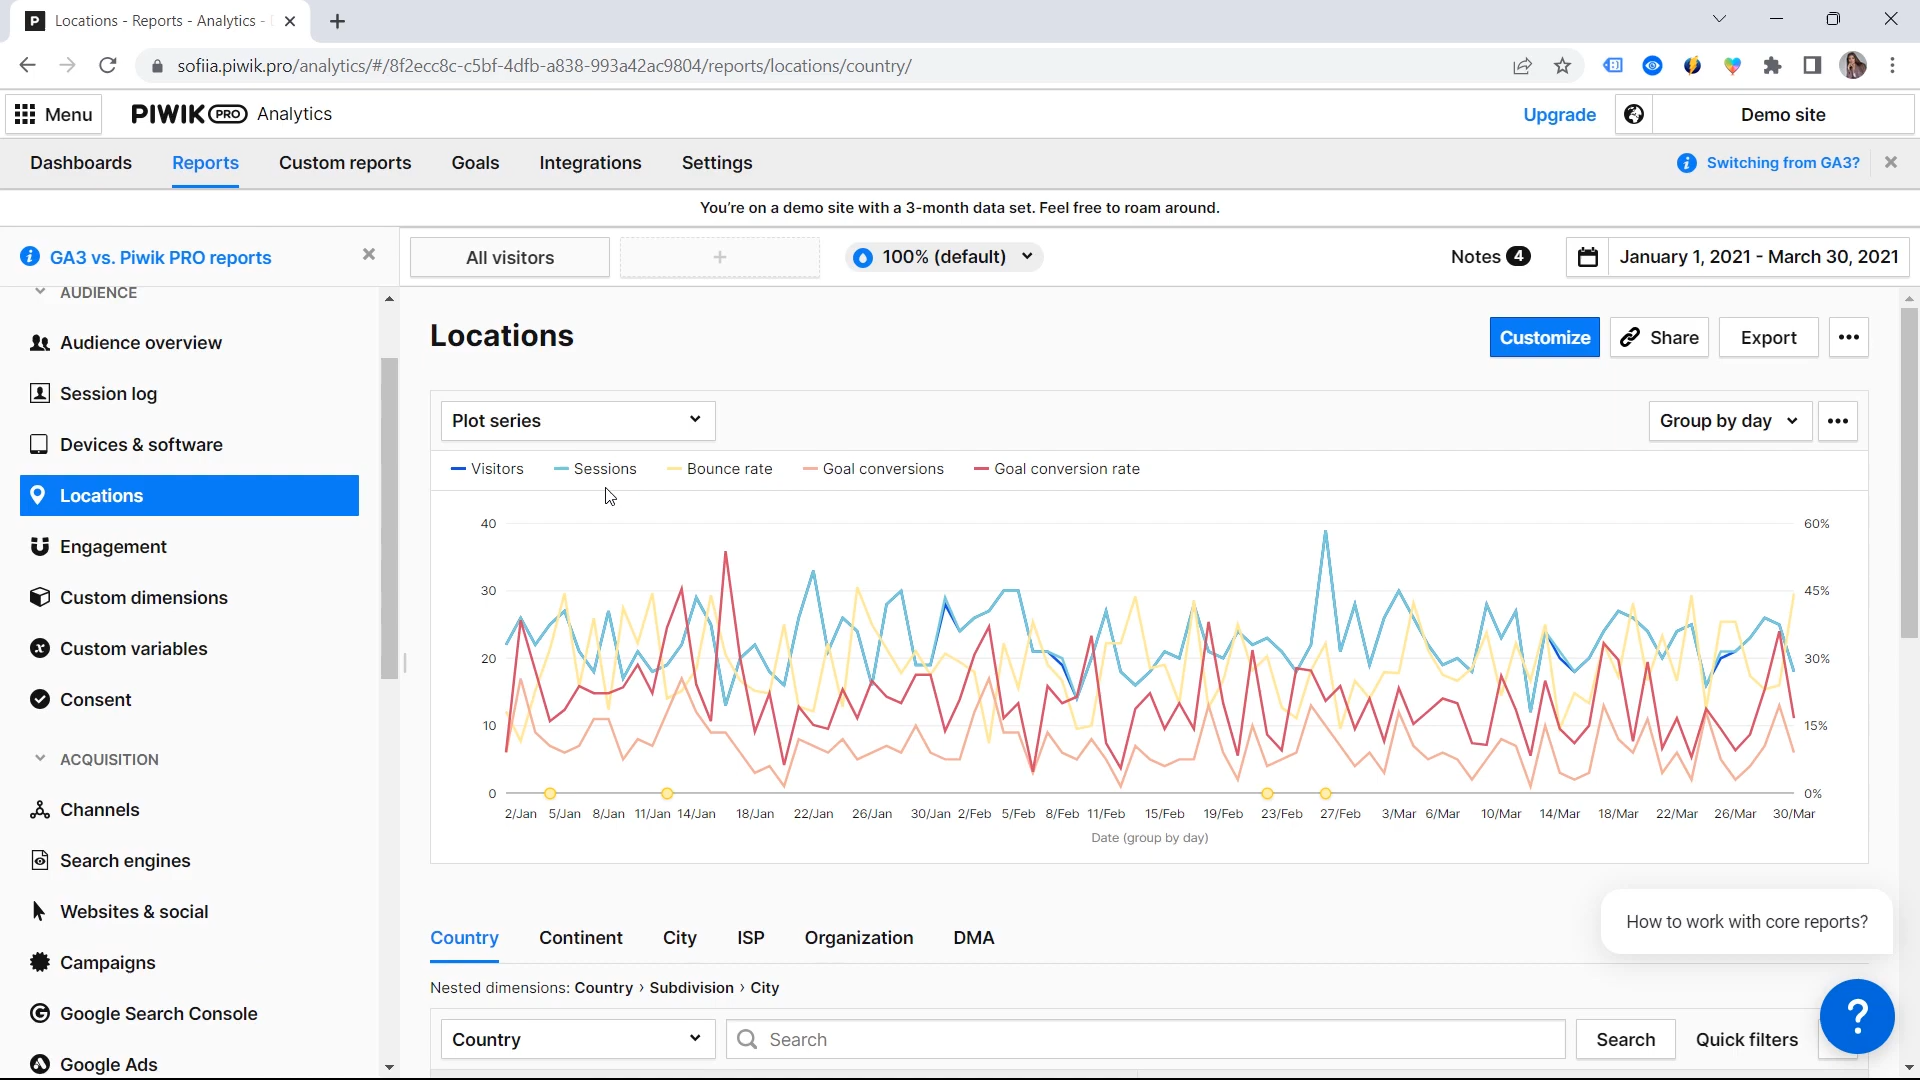 Locations - Reports - Analytics -
sofiia.piwik.pro/analytics/#/8f2ecc8c-c5bf-4dfb-a838-993a42ac9804/reports/locations/country/
Menu
PIWIK PRO Analytics
Upgrade
Demo site
Dashboards
Reports
Custom reports
Goals
Integrations
Settings
Switching from GA3?
You're on a demo site with a 3-month data set. Feel free to roam around.
GA3 vs. Piwik PRO reports
All visitors
100% (default)
Notes 4
January 1, 2021 - March 30, 2021
AUDIENCE
Audience overview
Session log
Devices & software
Locations
Engagement
Custom dimensions
Custom variables
Consent
ACQUISITION
Channels
Search engines
Websites & social
Campaigns
Google Search Console
Google Ads
Locations
Customize
Share
Export
Plot series
Group by day
Visitors
Sessions
Bounce rate
Goal conversions
Goal conversion rate
40
30
20
10
0
60%
45%
30%
15%
0%
2/Jan 5/Jan 8/Jan 11/Jan 14/Jan 18/Jan 22/Jan 26/Jan 30/Jan 2/Feb 5/Feb 8/Feb 11/Feb 15/Feb 19/Feb 23/Feb 27/Feb 3/Mar 6/Mar 10/Mar 14/Mar 18/Mar 22/Mar 26/Mar 30/Mar
Date (group by day)
Country
Continent
City
ISP
Organization
DMA
How to work with core reports?
Nested dimensions: Country › Subdivision › City
Country
Search
Search
Quick filters
?